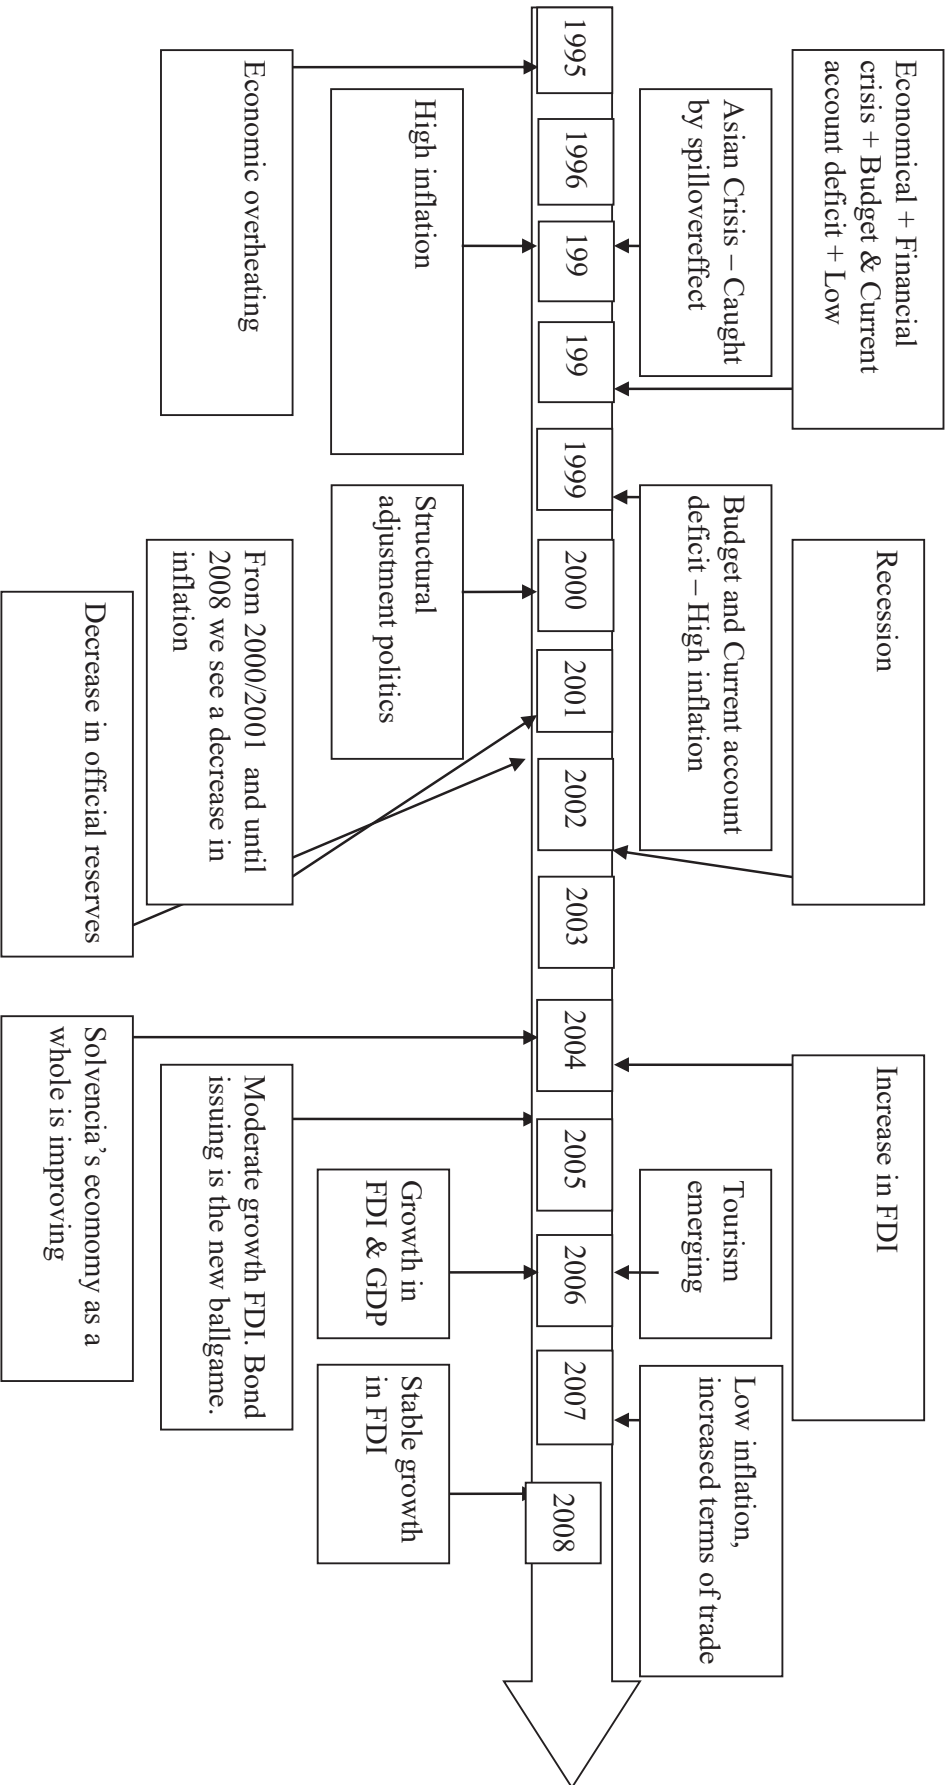 Economical + Financial
crisis + Budget & Current
account deficit + Low
Recession
Increase in FDI
Asian Crisis – Caught
by spillovereffect
Budget and Current account
deficit – High inflation
Tourism
emerging
Low inflation,
increased terms of trade
1995
1996
199
199
1999
2000
2001
2002
2003
2004
2005
2006
2007
2008
High inflation
Structural
adjustment politics
Growth in
FDI & GDP
Stable growth
in FDI
Economic overheating
From 2000/2001 and until
2008 we see a decrease in
inflation
Moderate growth FDI. Bond
issuing is the new ballgame.
Decrease in official reserves
Solvencia’s ecomomy as a
whole is improving